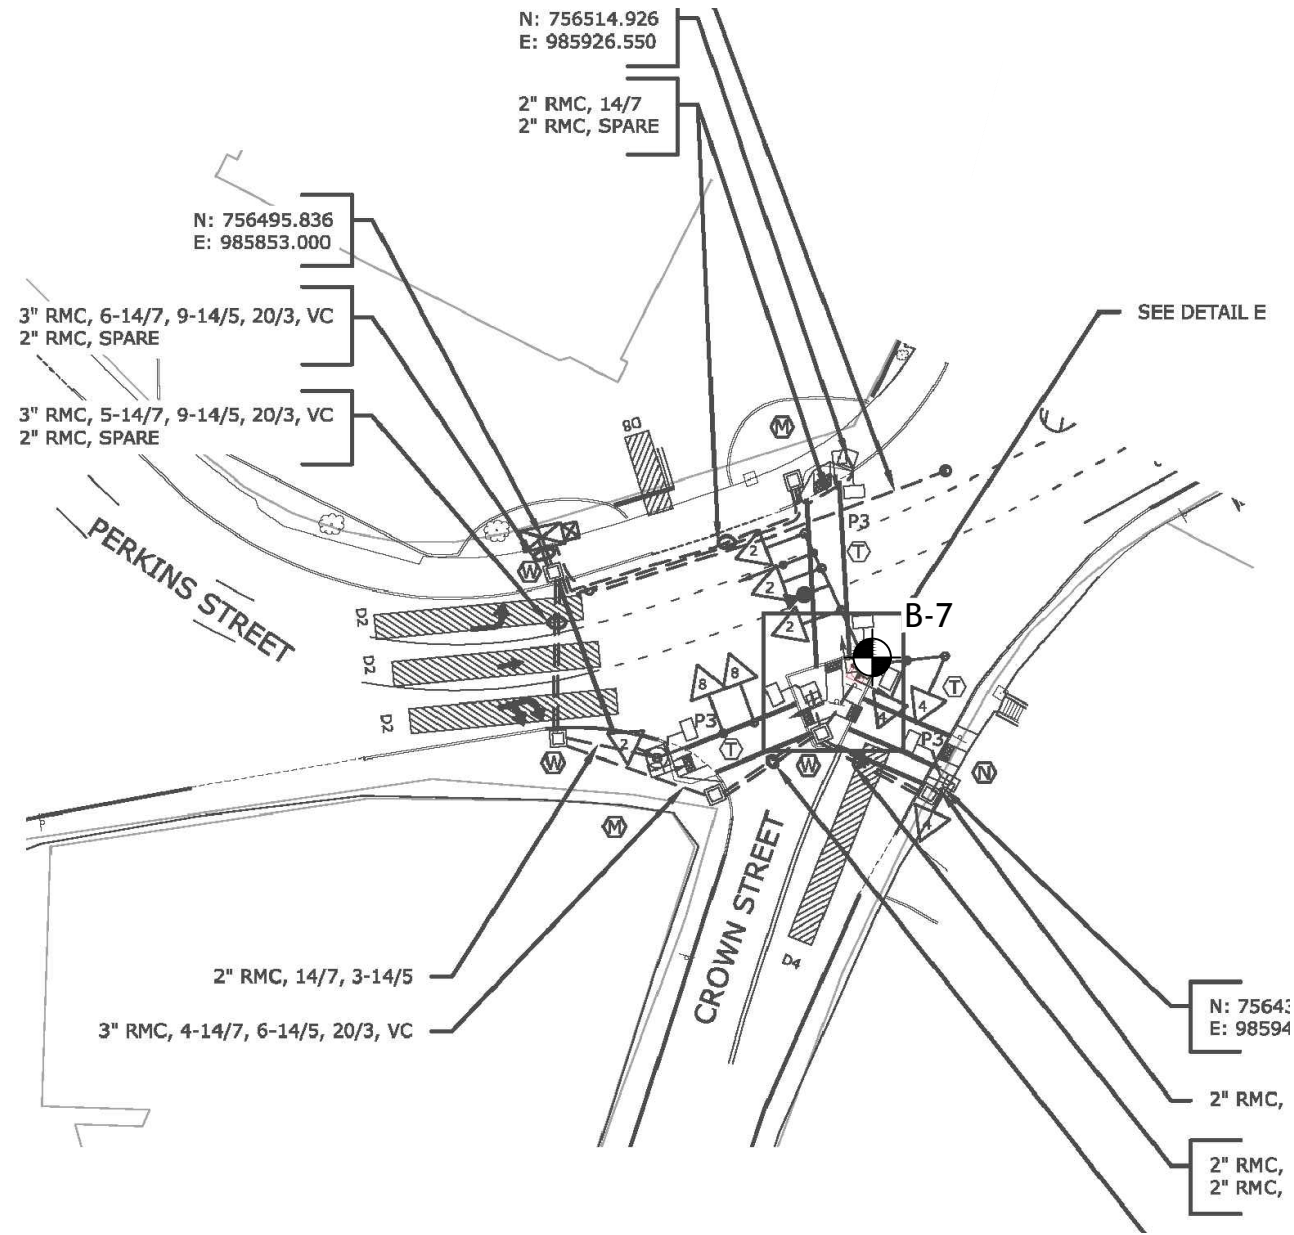 N: 756514.926
E: 985926.550
2" RMC, 14/7
2" RMC, SPARE
N: 756495.836
E: 985853.000
3" RMC, 6-14/7, 9-14/5, 20/3, VC
2" RMC, SPARE
3" RMC, 5-14/7, 9-14/5, 20/3, VC
2" RMC, SPARE
SEE DETAIL E
D8
M
PERKINS STREET
P3
T
W
2
2
2
D2
D2
D2
B-7
8
8
P3
T
4
4
T
P3
2
W
W
N
4
M
CROWN STREET
D4
2" RMC, 14/7, 3-14/5
3" RMC, 4-14/7, 6-14/5, 20/3, VC
N: 75643
E: 98594
2" RMC,
2" RMC,
2" RMC,